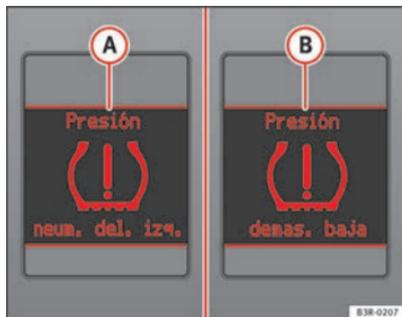 A
Presión
neum. del. izq.
B
Presión
demas. baja
B3R-0207